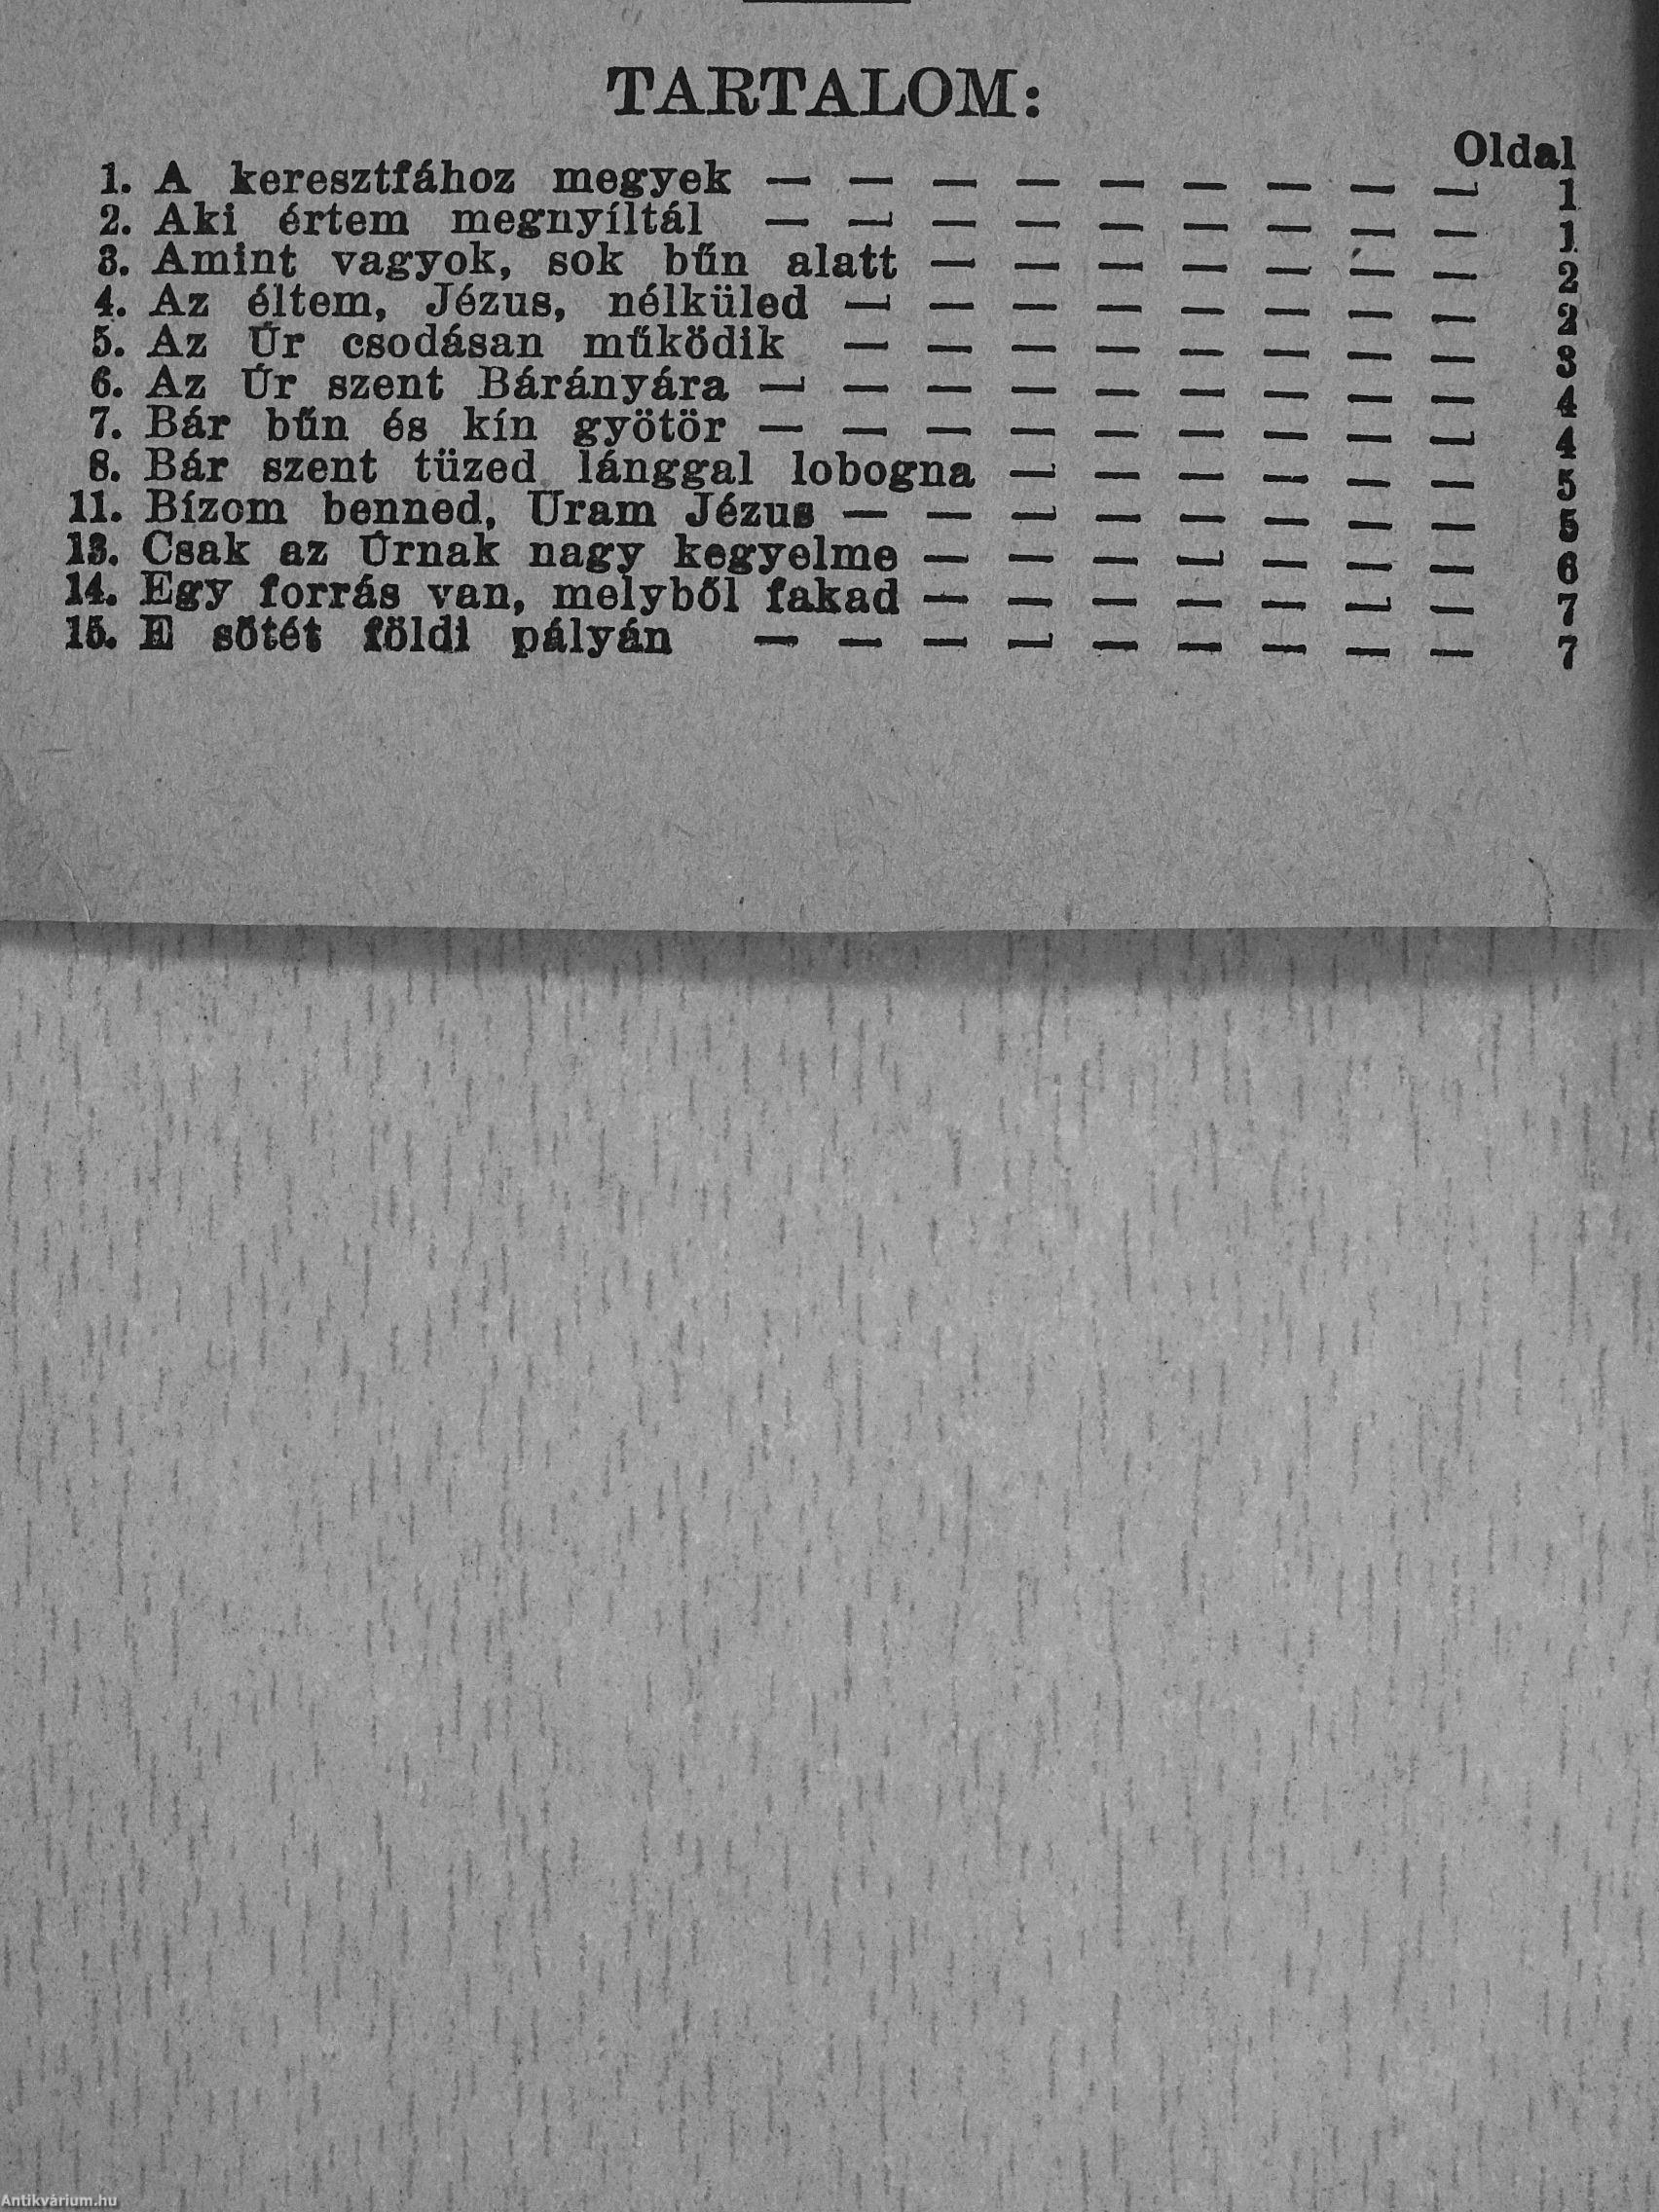 TARTALOM:
Oldal
1. A keresztfához megyek — — — — — — — — — 1
2. Aki értem megnyíltál — — — — — — — — — 1
3. Amint vagyok, sok bűn alatt — — — — — — — 2
4. Az éltem, Jézus, nélküled — — — — — — — — 2
5. Az Úr csodásan működik — — — — — — — — 3
6. Az Úr szent Bárányára — — — — — — — — — 4
7. Bár bűn és kín gyötör — — — — — — — — — 4
8. Bár szent tüzed lánggal lobogna — — — — — — 5
11. Bízom benned, Uram Jézus — — — — — — — — 5
13. Csak az Úrnak nagy kegyelme — — — — — — — 6
14. Egy forrás van, melyből fakad — — — — — — — 7
15. E sötét földi pályán — — — — — — — — — 7
Antikvárium.hu